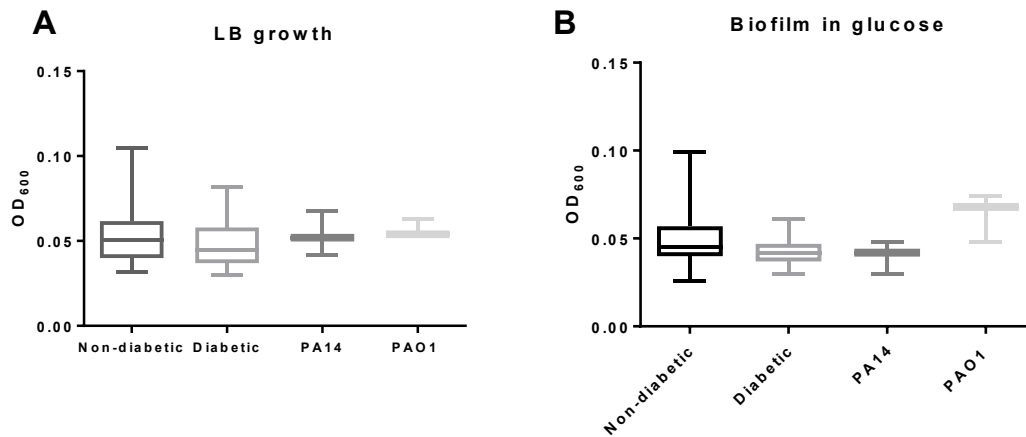 A
LB growth
OD600
0.15
0.10
0.05
0.00
Non-diabetic Diabetic PA14 PAO1
B
Biofilm in glucose
OD600
0.15
0.10
0.05
0.00
Non-diabetic
Diabetic
PA14
PAO1